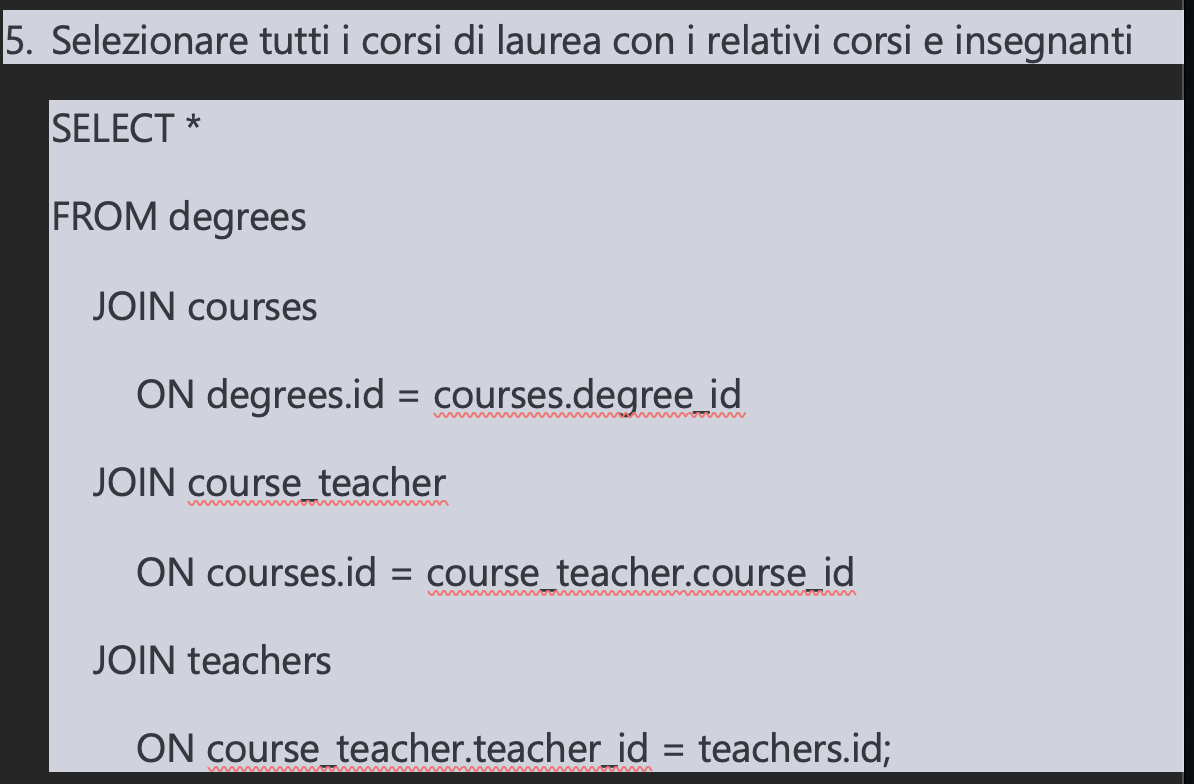 5. Selezionare tutti i corsi di laurea con i relativi corsi e insegnanti
SELECT *
FROM degrees
JOIN courses
ON degrees.id = courses.degree_id
JOIN course_teacher
ON courses.id = course_teacher.course_id
JOIN teachers
ON course_teacher.teacher_id = teachers.id;